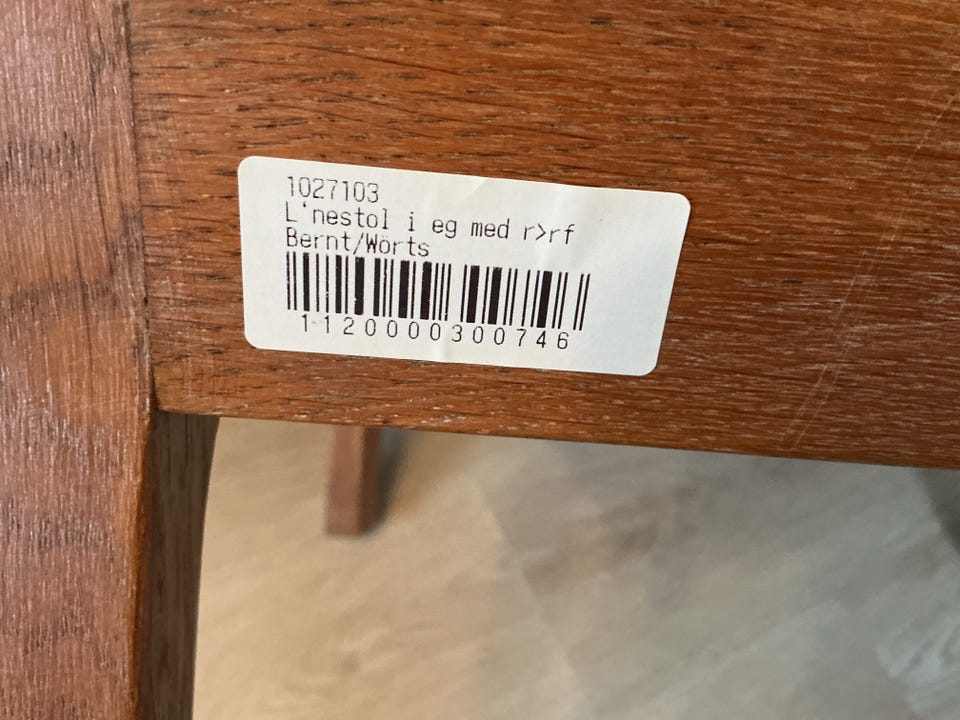 1027103
L'nestol i eg med r>rf
Bernt/Wörts
1120000300746